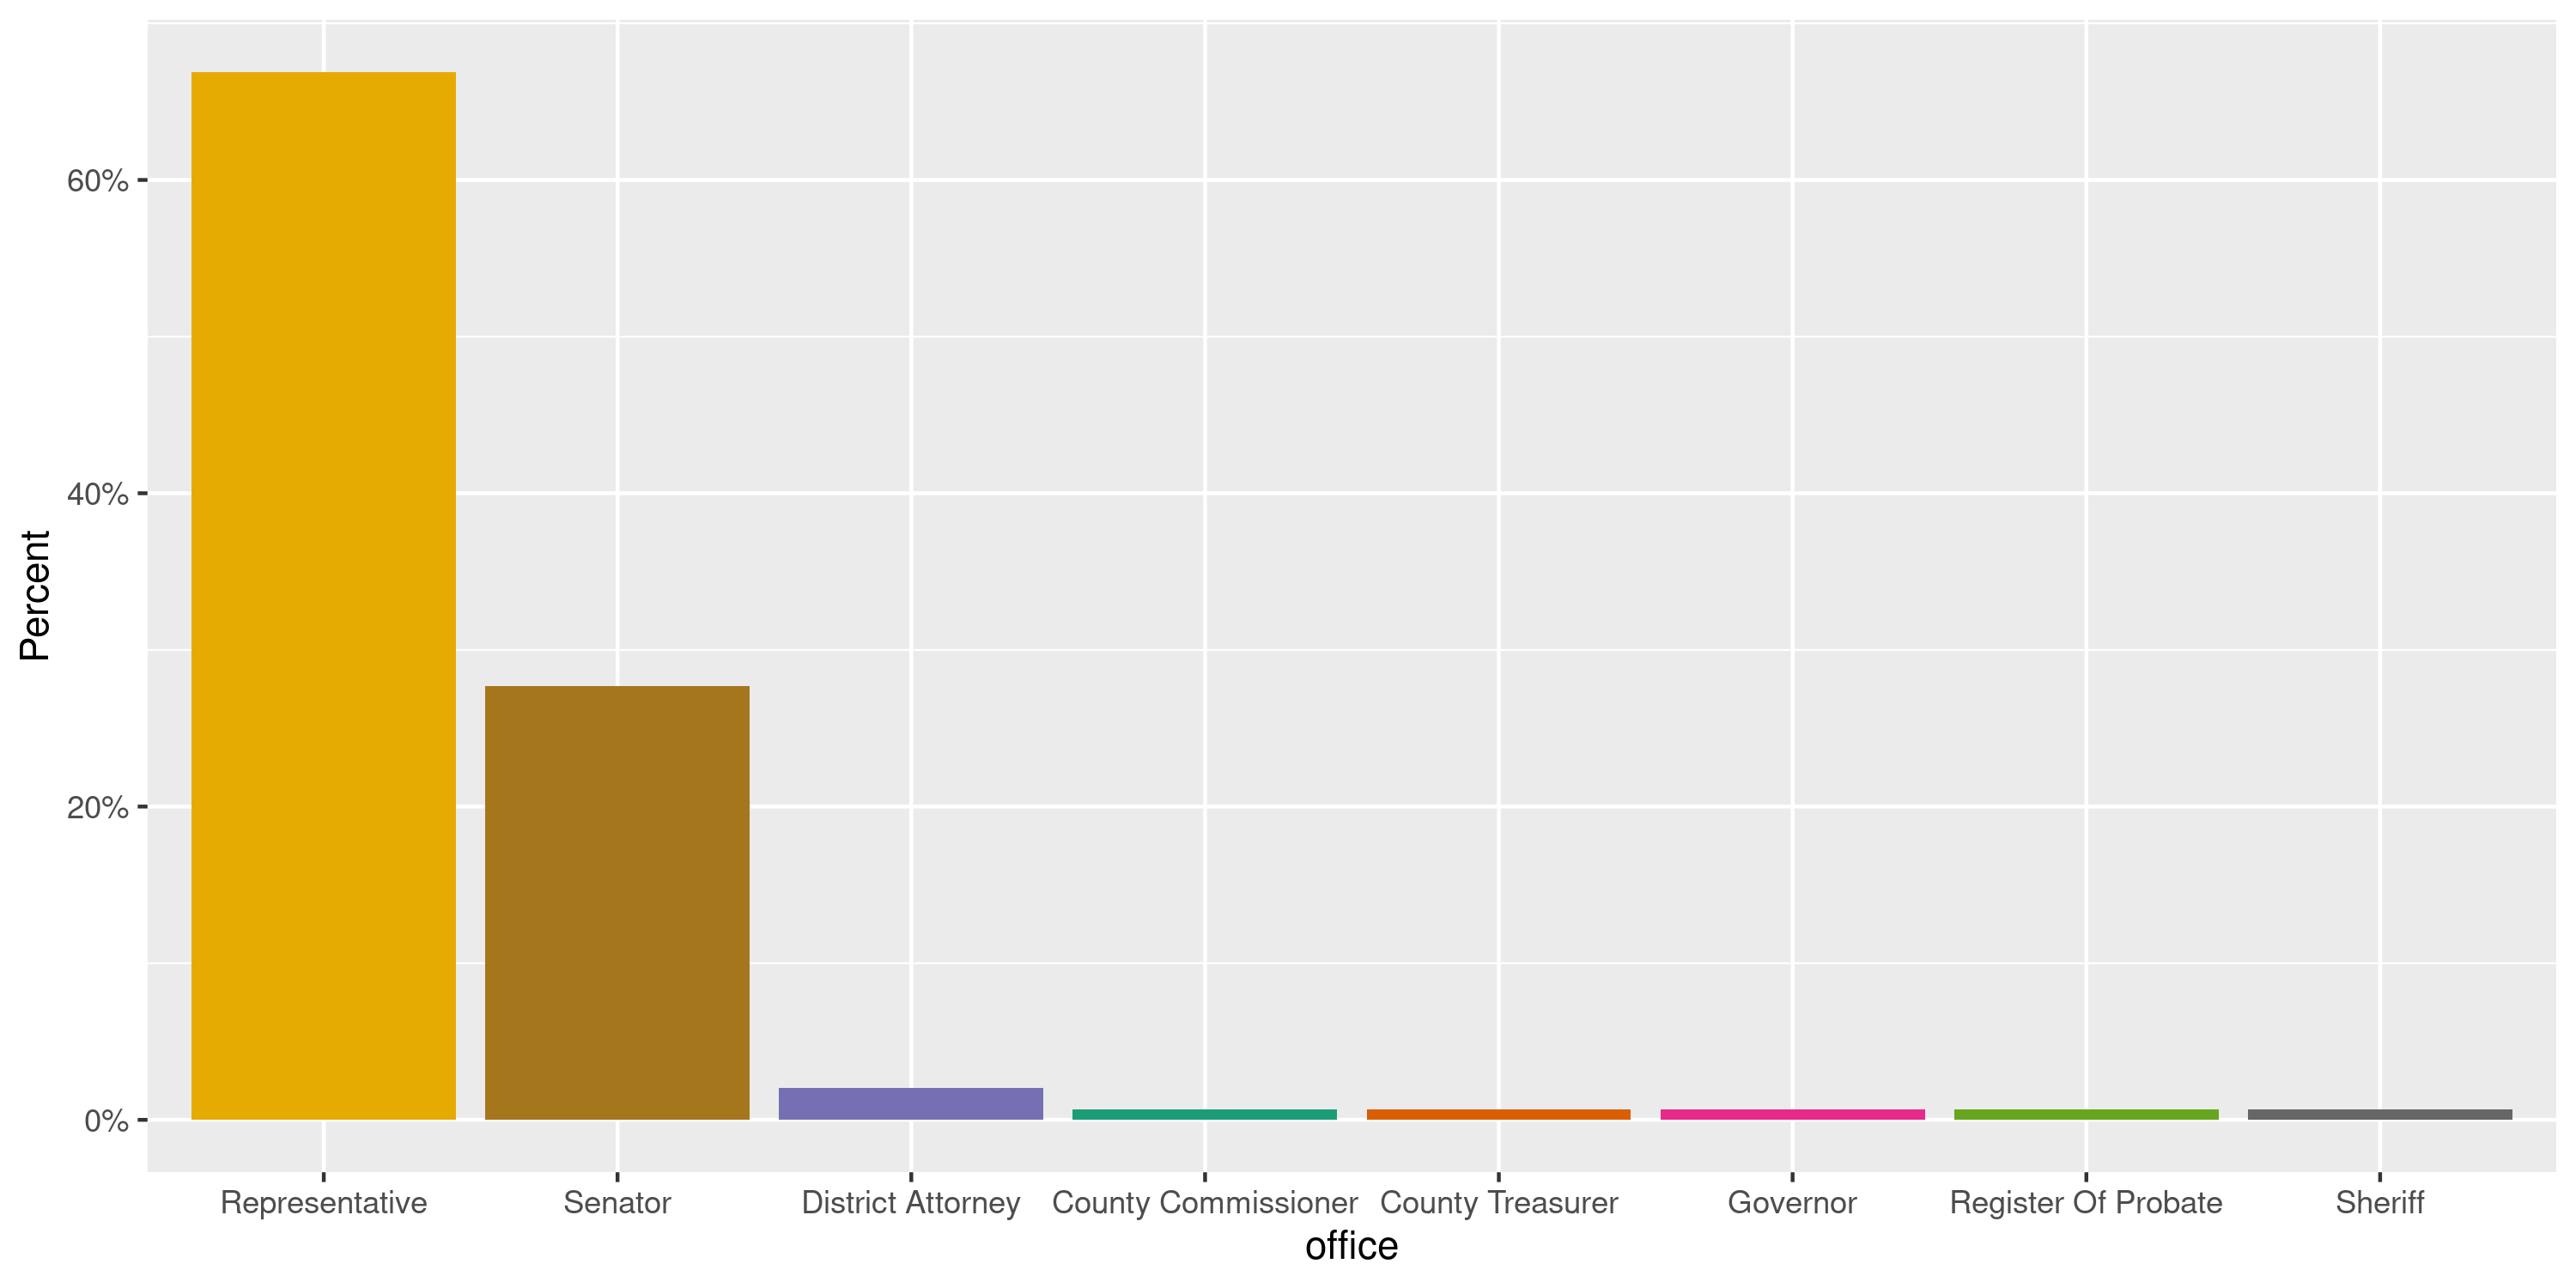 60%
40%
20%
0%
Percent
Representative Senator District Attorney County Commissioner County Treasurer Governor Register Of Probate Sheriff
office